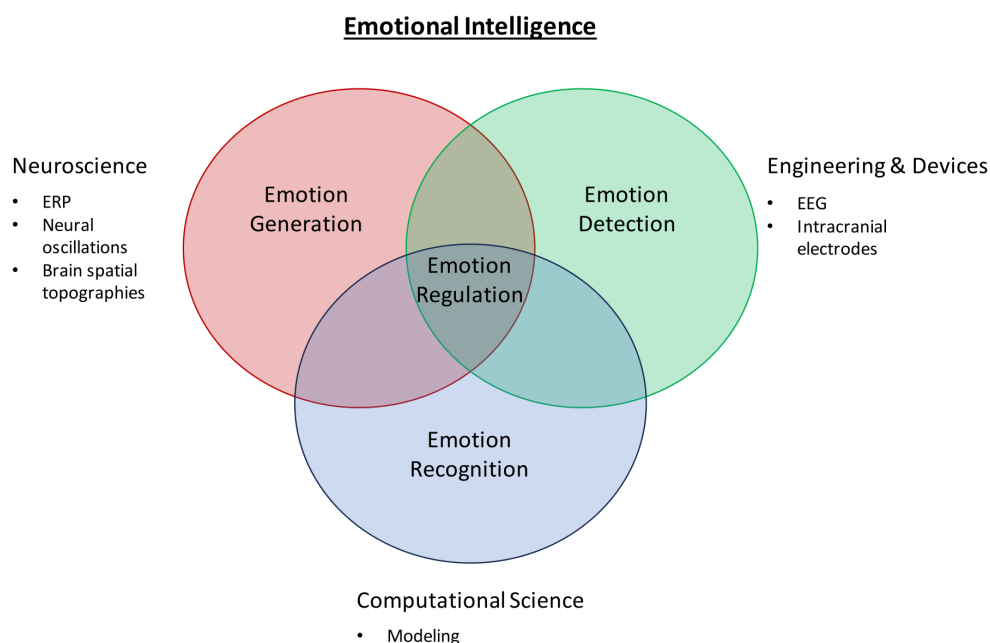 Emotional Intelligence
Neuroscience
• ERP
• Neural
oscillations
• Brain spatial
topographies
Emotion
Generation
Emotion
Detection
Engineering & Devices
• EEG
• Intracranial
electrodes
Emotion
Regulation
Emotion
Recognition
Computational Science
• Modeling